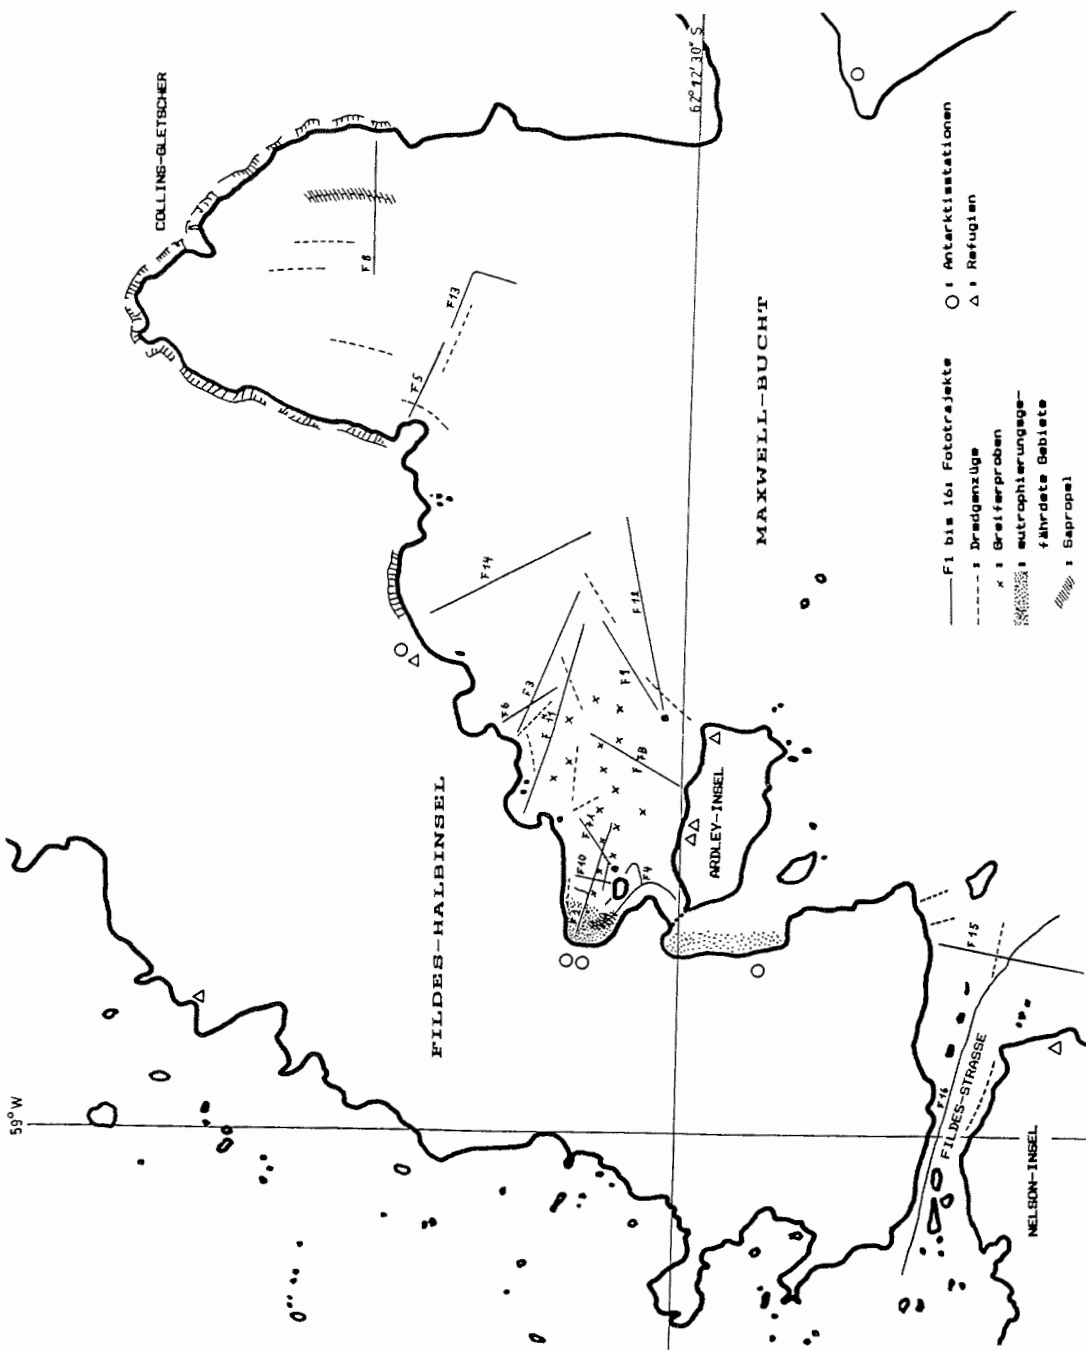 COLLINS-GLETSCHER
62°12'30" S
59° W
FILDES-HALBINSEL
MAXWELL-BUCHT
ARDLEY-INSEL
FILDES-STRASSE
NELSON-INSEL
F8
F13
F5
F14
F12
F3
F6
F11
F9
F7B
F7A
F10
F4
F15
F16
F1 bis 16: Fototrajekte
: Dredgenzüge
x : Greiferproben
: eutrophierungsge-
fährdete Gebiete
: Sapropel
: Antarktisstationen
: Refugien